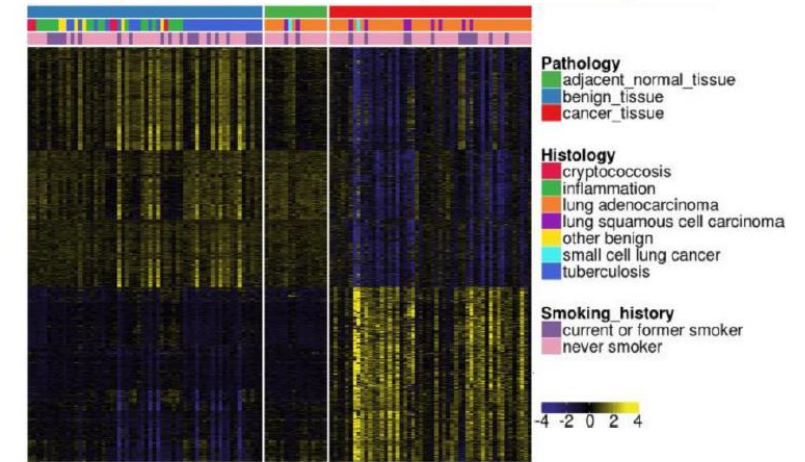 Pathology
adjacent_normal_tissue
benign_tissue
cancer_tissue
Histology
cryptococcosis
inflammation
lung adenocarcinoma
lung squamous cell carcinoma
other benign
small cell lung cancer
tuberculosis
Smoking_history
current or former smoker
never smoker
-4 -2 0 2 4